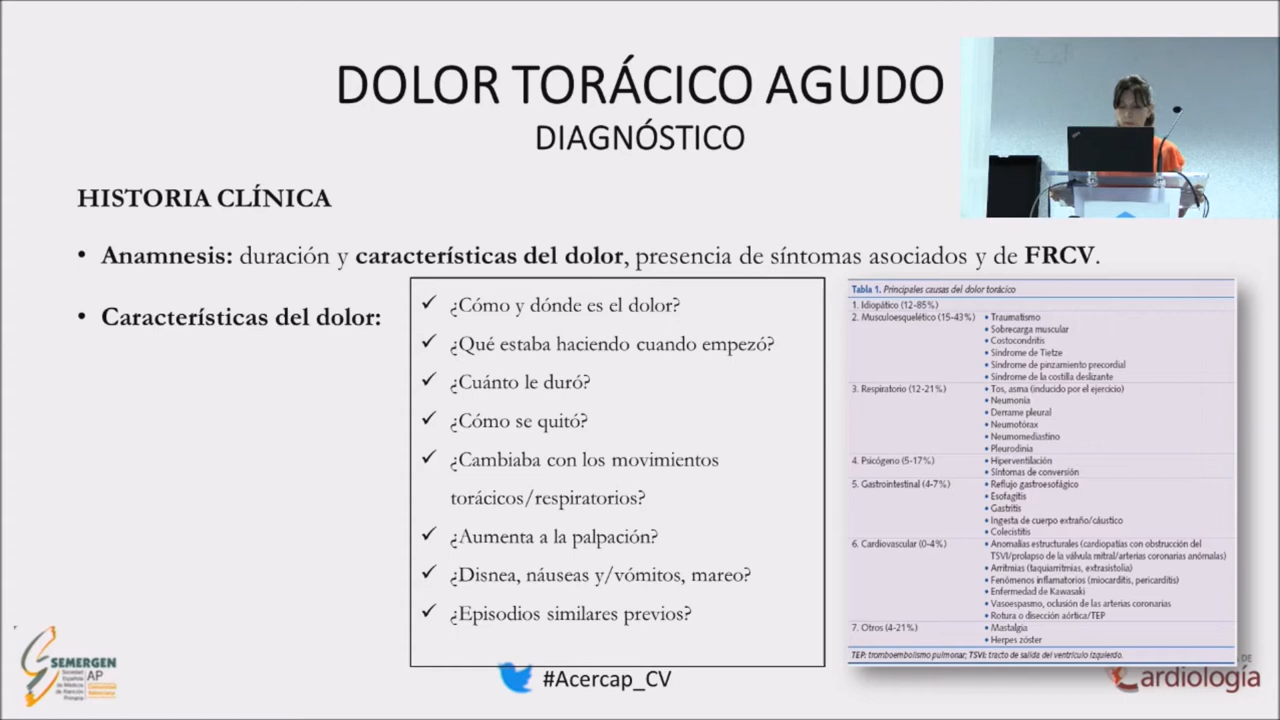 DOLOR TORÁCICO AGUDO
DIAGNÓSTICO
HISTORIA CLÍNICA
• Anamnesis: duración y características del dolor, presencia de síntomas asociados y de FRCV.
• Características del dolor:
✓ ¿Cómo y dónde es el dolor?
✓ ¿Qué estaba haciendo cuando empezó?
✓ ¿Cuánto le duró?
✓ ¿Cómo se quitó?
✓ ¿Cambiaba con los movimientos
torácicos/respiratorios?
✓ ¿Aumenta a la palpación?
✓ ¿Disnea, náuseas y/vómitos, mareo?
✓ ¿Episodios similares previos?
Tabla 1. Principales causas del dolor torácico
1. Idiopático (12-85%)
2. Musculoesquelético (15-43%) • Traumatismo
• Sobrecarga muscular
• Costocondritis
• Síndrome de Tietze
• Síndrome de pinzamiento precordial
• Síndrome de la costilla deslizante
3. Respiratorio (12-21%) • Tos, asma (inducido por el ejercicio)
• Neumonía
• Derrame pleural
• Neumotórax
• Neumomediastino
• Pleurodinia
4. Psicógeno (5-17%) • Hiperventilación
• Síntomas de conversión
5. Gastrointestinal (4-7%) • Reflujo gastroesofágico
• Esofagitis
• Gastritis
• Ingesta de cuerpo extraño/cáustico
• Colecistitis
6. Cardiovascular (0-4%) • Anomalías estructurales (cardiopatías con obstrucción del
TSVI/prolapso de la válvula mitral/arterias coronarias anómalas)
• Arritmias (taquiarritmias, extrasistolia)
• Fenómenos inflamatorios (miocarditis, pericarditis)
• Enfermedad de Kawasaki
• Vasoespasmo, oclusión de las arterias coronarias
• Rotura o disección aórtica/TEP
7. Otros (4-21%) • Mastalgia
• Herpes zóster
TEP: tromboembolismo pulmonar; TSVI: tracto de salida del ventrículo izquierdo.
SEMERGEN
AP
Sociedad
Española
de Médicos
de Atención
Primaria
#Acercap_CV
DE
Cardiología